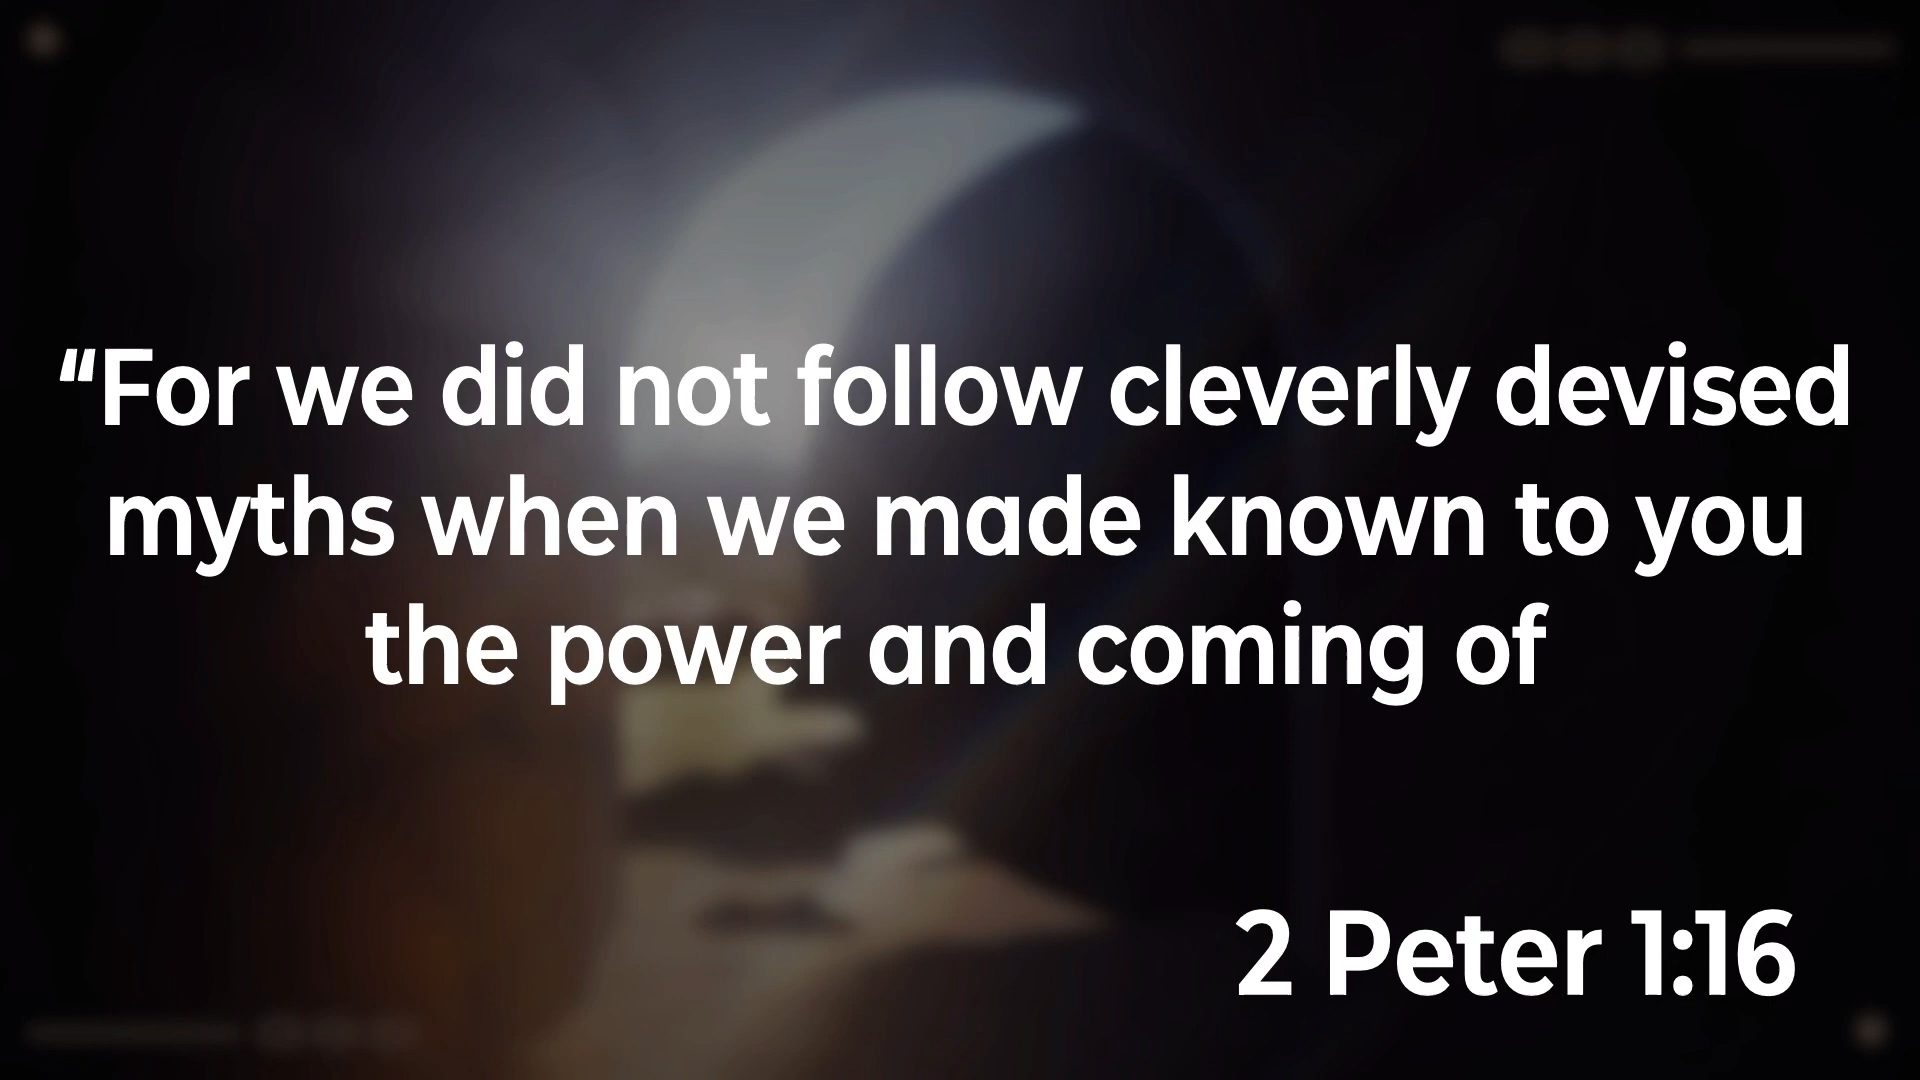 “For we did not follow cleverly devised
myths when we made known to you
the power and coming of
2 Peter 1:16